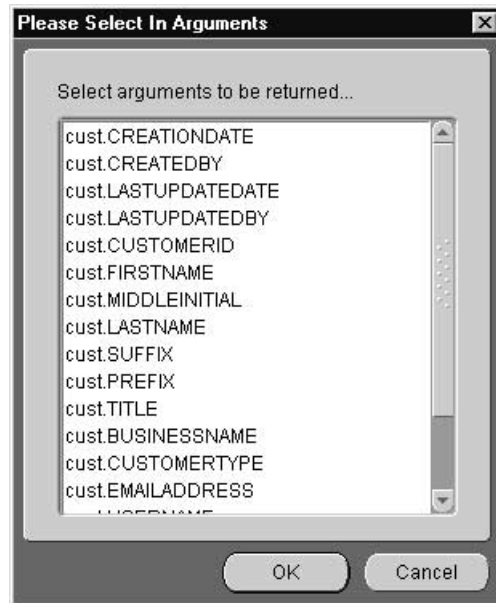 Please Select In Arguments
Select arguments to be returned...
cust.CREATIONDATE
cust.CREATEDBY
cust.LASTUPDATEDATE
cust.LASTUPDATEDBY
cust.CUSTOMERID
cust.FIRSTNAME
cust.MIDDLEINITIAL
cust.LASTNAME
cust.SUFFIX
cust.PREFIX
cust.TITLE
cust.BUSINESSNAME
cust.CUSTOMERTYPE
cust.EMAILADDRESS
OK Cancel